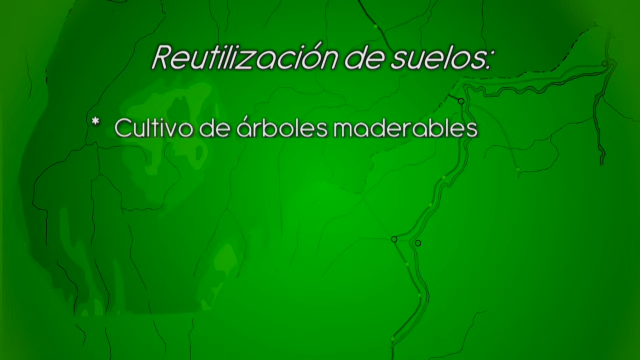 Reutilización de suelos:
* Cultivo de árboles maderables